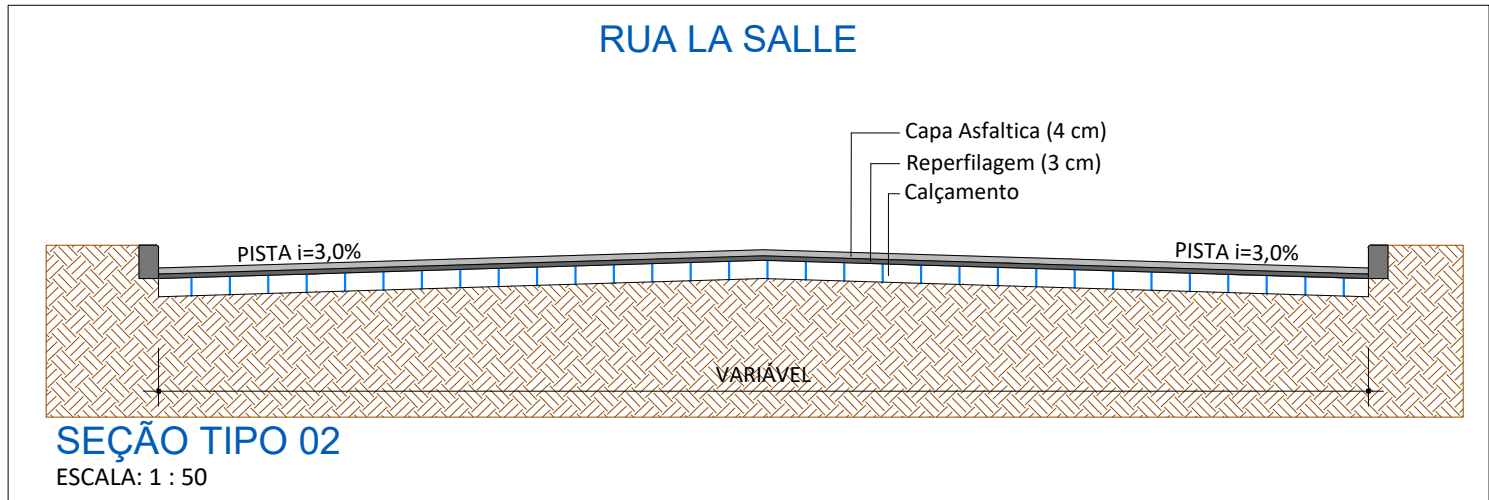 RUA LA SALLE
Capa Asfaltica (4 cm)
Reperfilagem (3 cm)
Calçamento
PISTA i=3,0%
PISTA i=3,0%
VARIÁVEL
SEÇÃO TIPO 02
ESCALA: 1 : 50